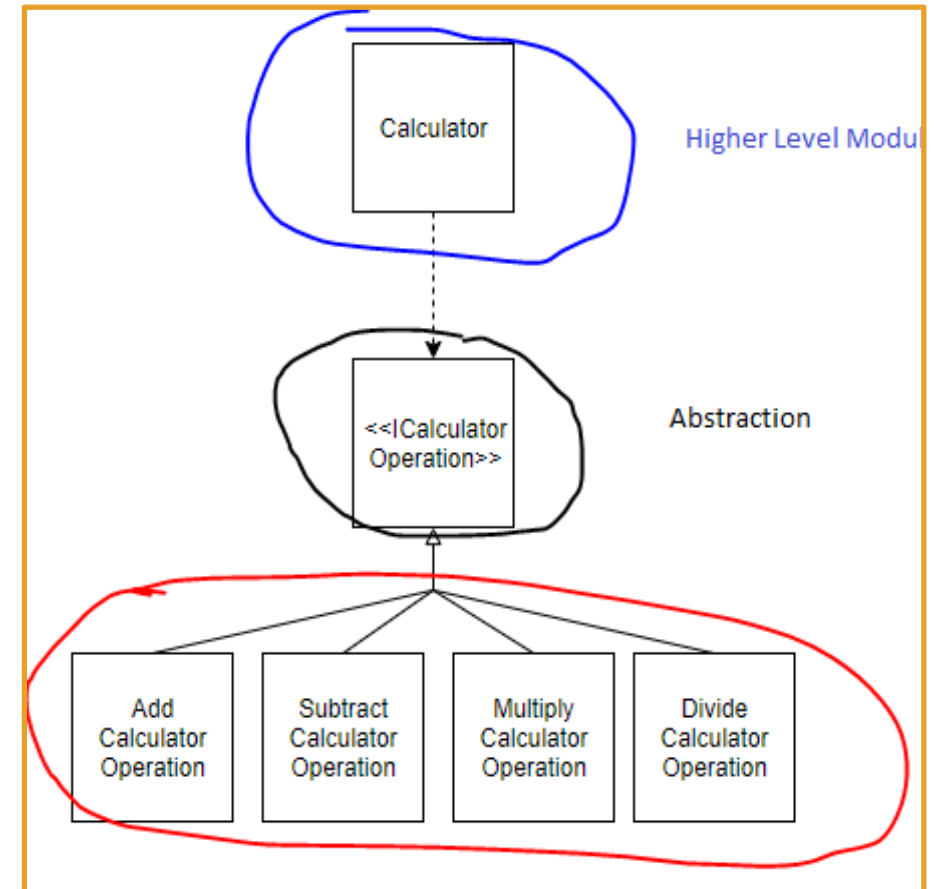 Calculator
Higher Level Modul
<<ICalculator
Operation>>
Abstraction
Add
Calculator
Operation
Subtract
Calculator
Operation
Multiply
Calculator
Operation
Divide
Calculator
Operation